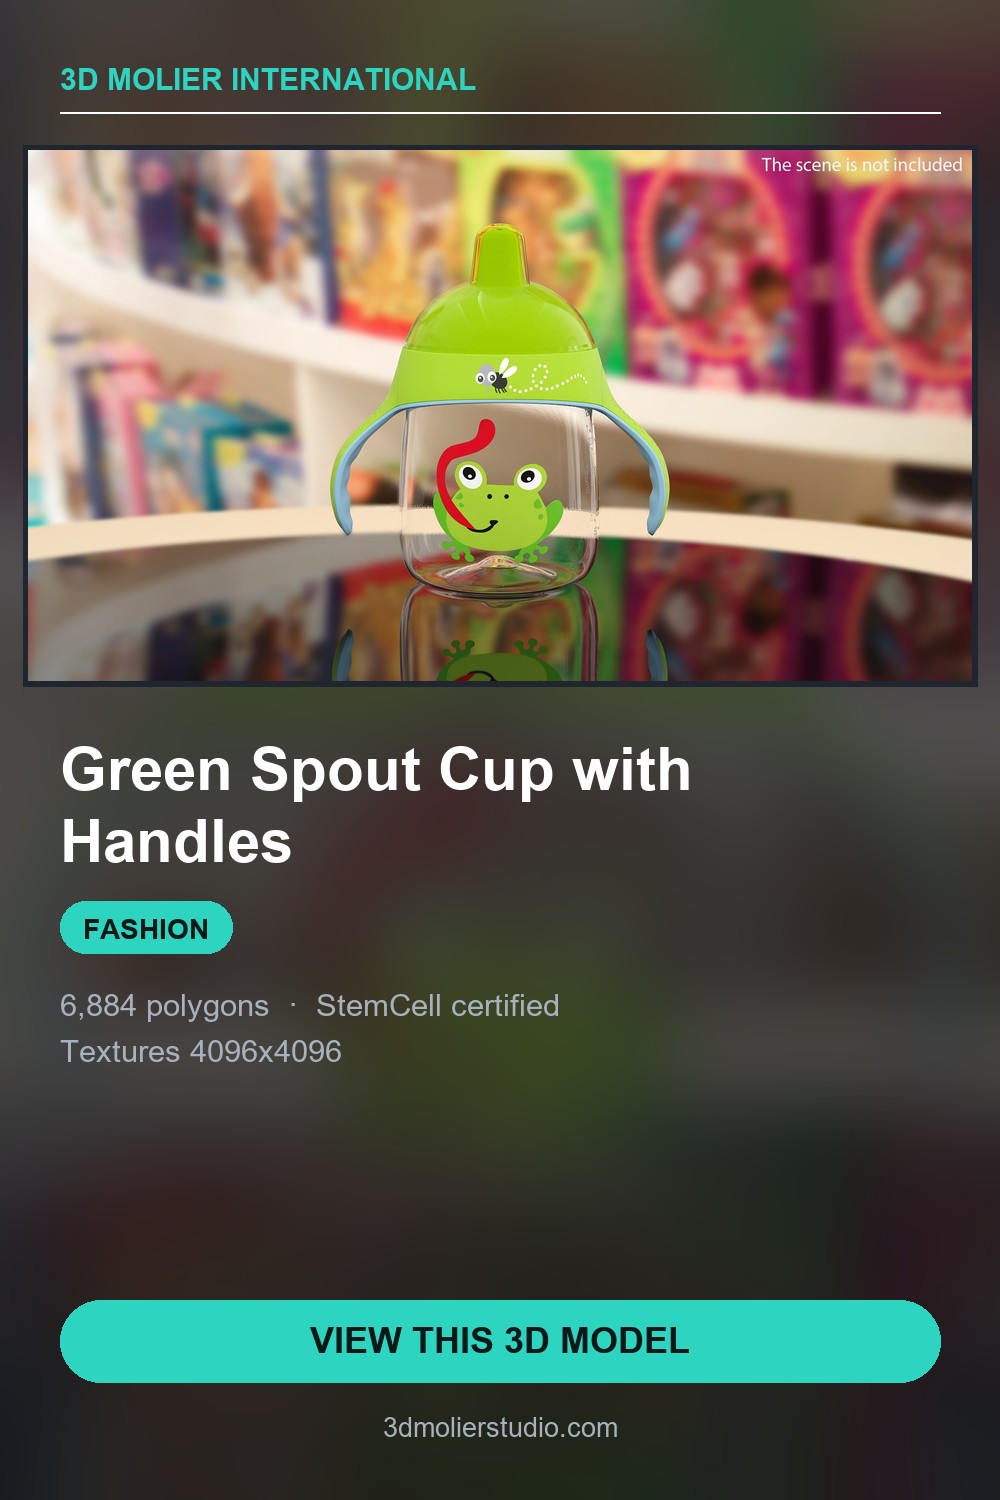 3D MOLIER INTERNATIONAL
The scene is not included
Green Spout Cup with
Handles
FASHION
6,884 polygons · StemCell certified
Textures 4096x4096
VIEW THIS 3D MODEL
3dmolierstudio.com